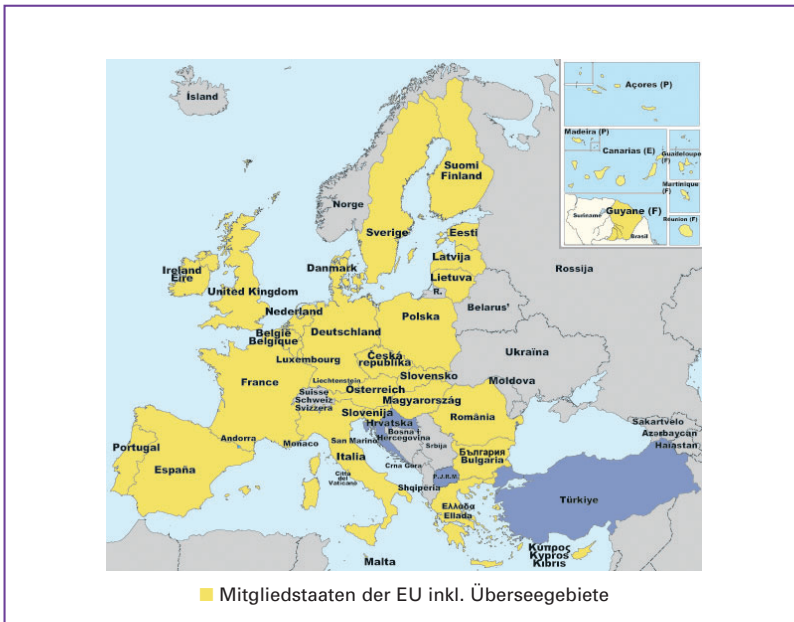 Ísland
Açores (P)
Madeira (P)
Canarias (E)
Guadeloupe
(F)
Martinique
(F)
Guyane (F)
Suriname
Brasil
Réunion (F)
Suomi
Finland
Norge
Sverige
Eesti
Latvija
Lietuva
R.
Rossija
Danmark
Ireland
Eire
United Kingdom
Nederland
België
Belgique
Deutschland
Polska
Belarus'
Luxembourg
Česká
republika
Slovensko
Ukraïna
Moldova
France
Liechtenstein
Suisse
Schweiz
Svizzera
Österreich
Magyarország
Slovenija
Hrvatska
Bosna i
Hercegovina
România
Srbija
Sakartvelo
Azərbaycan
Haiastan
Portugal
España
Andorra
Monaco
San Marino
Italia
Città
del
Vaticano
Crna Gora
България
Bulgaria
F.J.R.M.
Shqipëria
Ελλάδα
Ellada
Türkiye
Malta
Κύπρος
Kypros
Kibris
Mitgliedstaaten der EU inkl. Überseegebiete